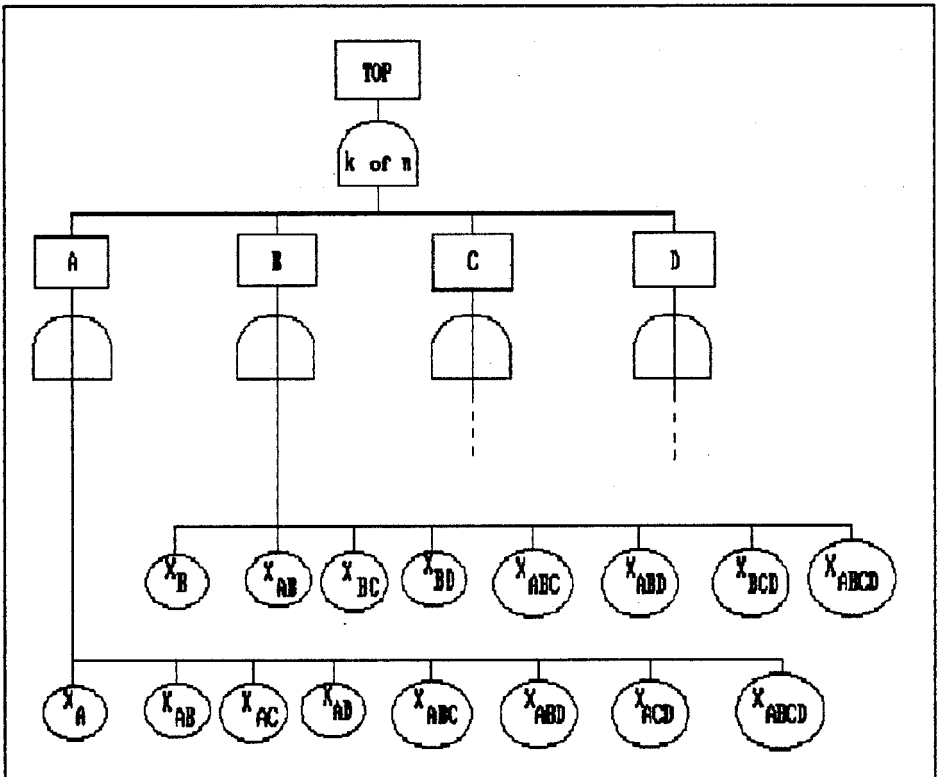 TOP
k of n
A B C D
X_B X_AB X_BC X_BD X_ABC X_ABD X_BCD X_ABCD
X_A X_AB X_AC X_AD X_ABC X_ABD X_ACD X_ABCD